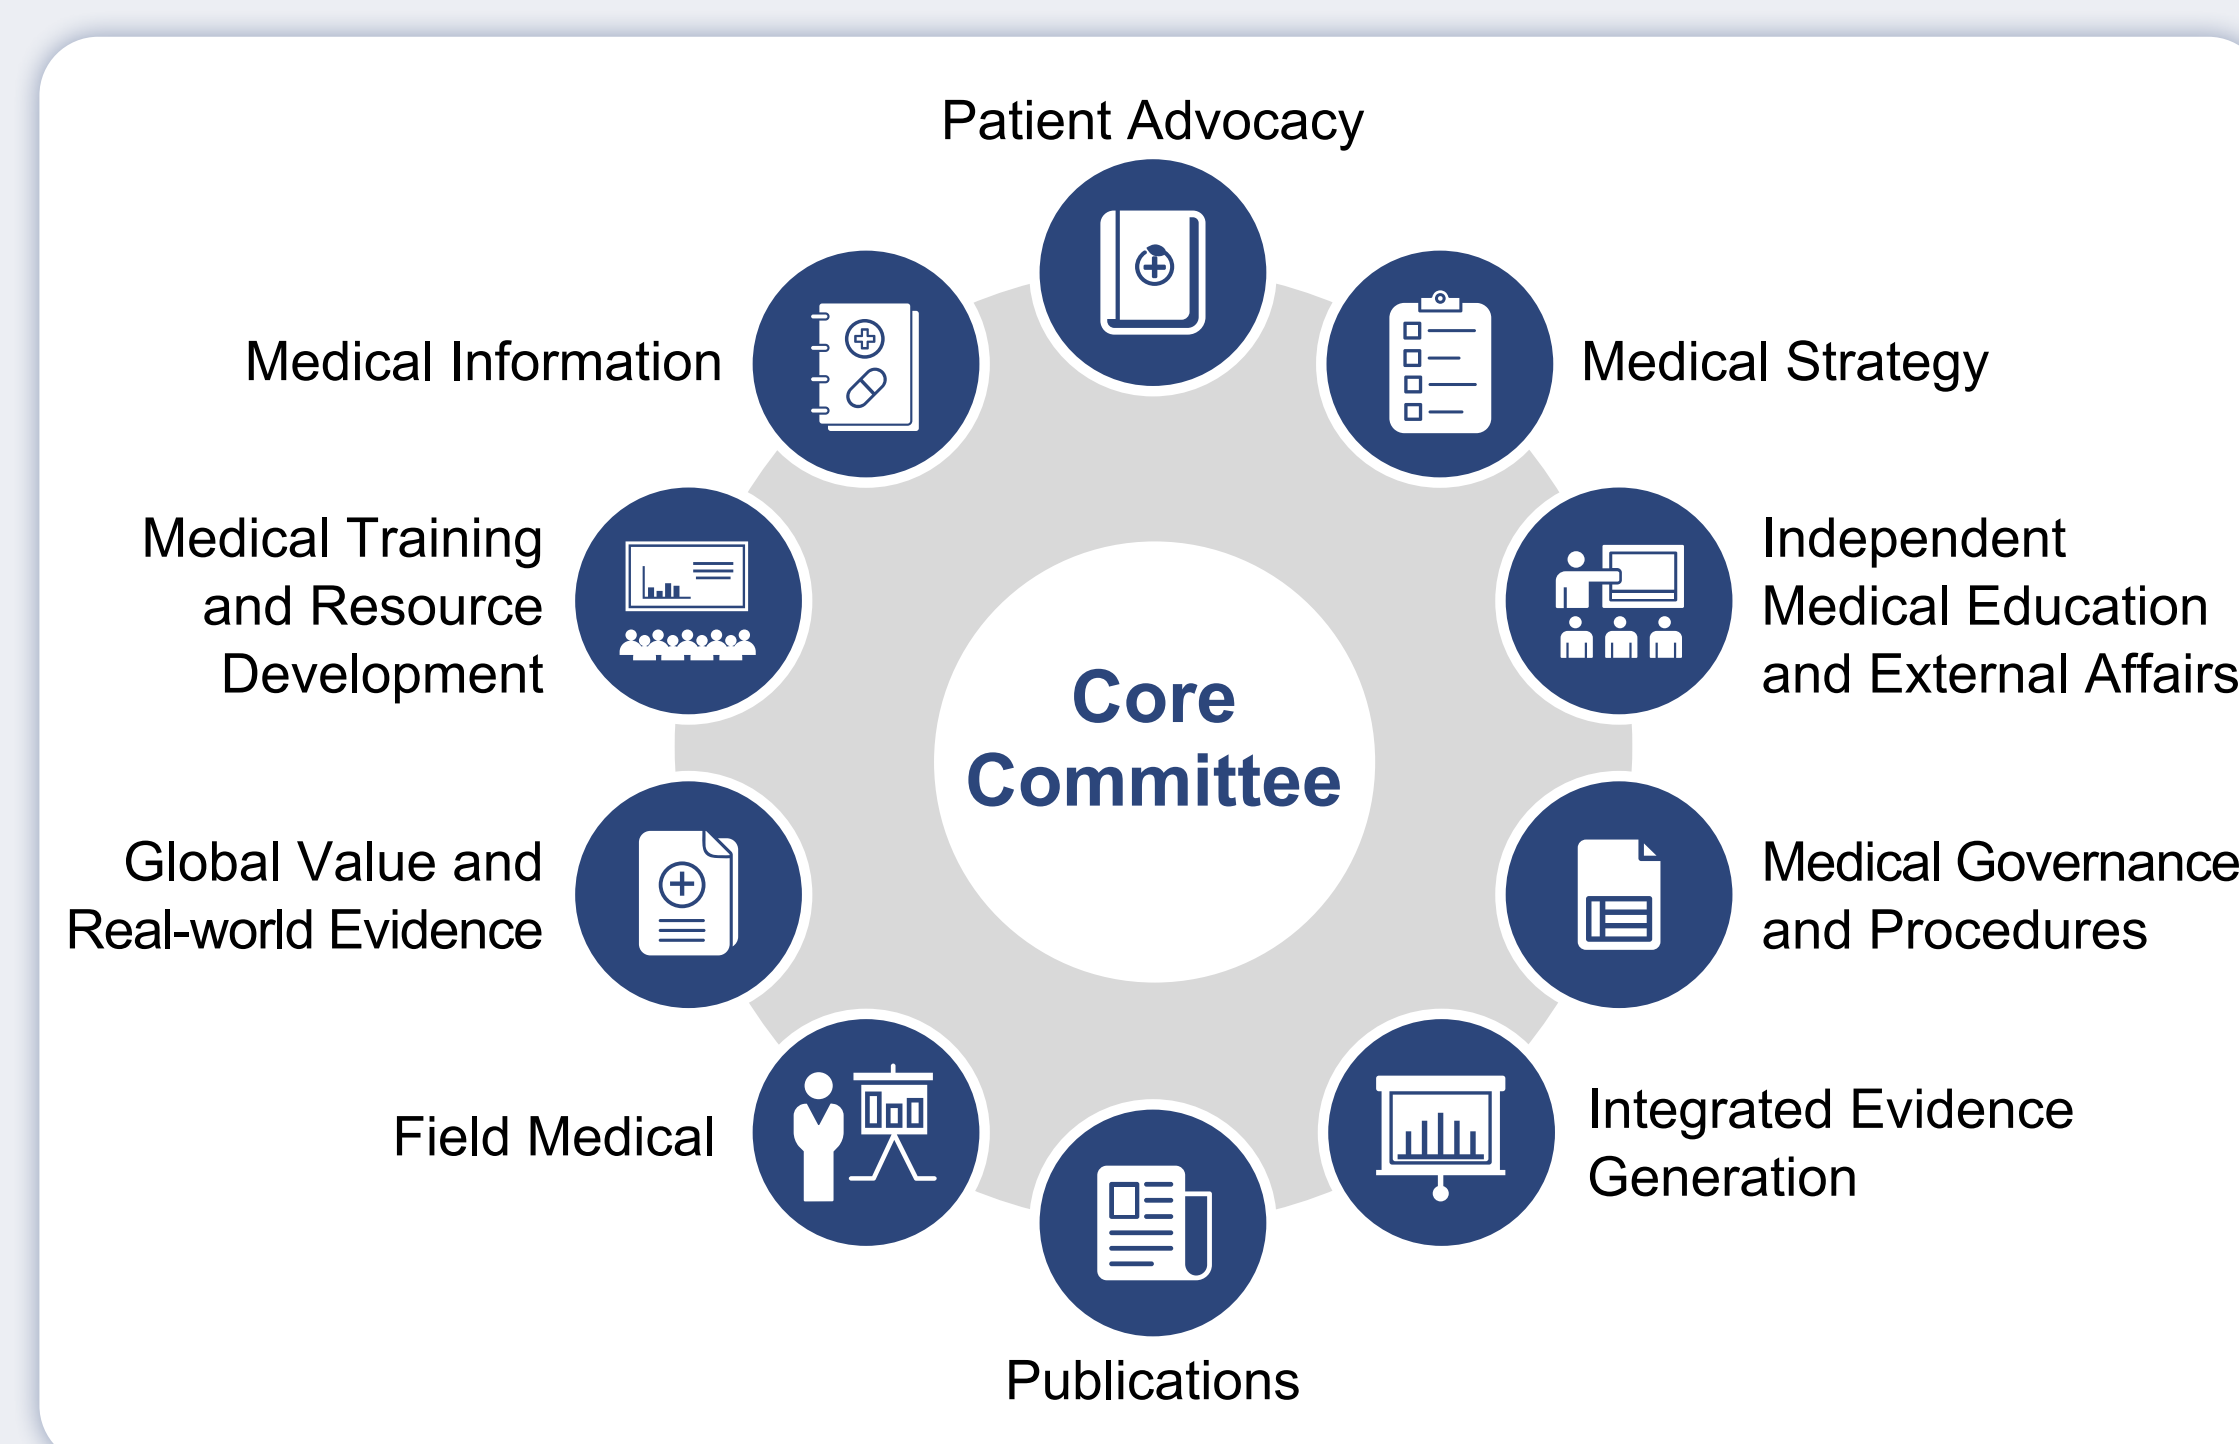 Patient Advocacy
Medical Information
Medical Strategy
Medical Training
and Resource
Development
Independent
Medical Education
and External Affairs
Core
Committee
Global Value and
Real-world Evidence
Medical Governance
and Procedures
Field Medical
Integrated Evidence
Generation
Publications